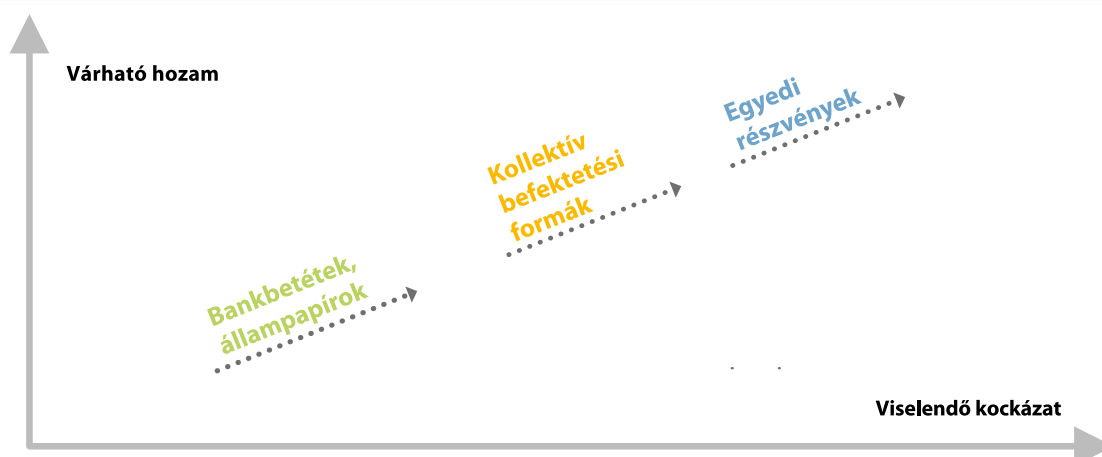 Várható hozam
Egyedi
részvények
Kollektív
befektetési
formák
Bankbetétek,
állampapírok
Viselendő kockázat